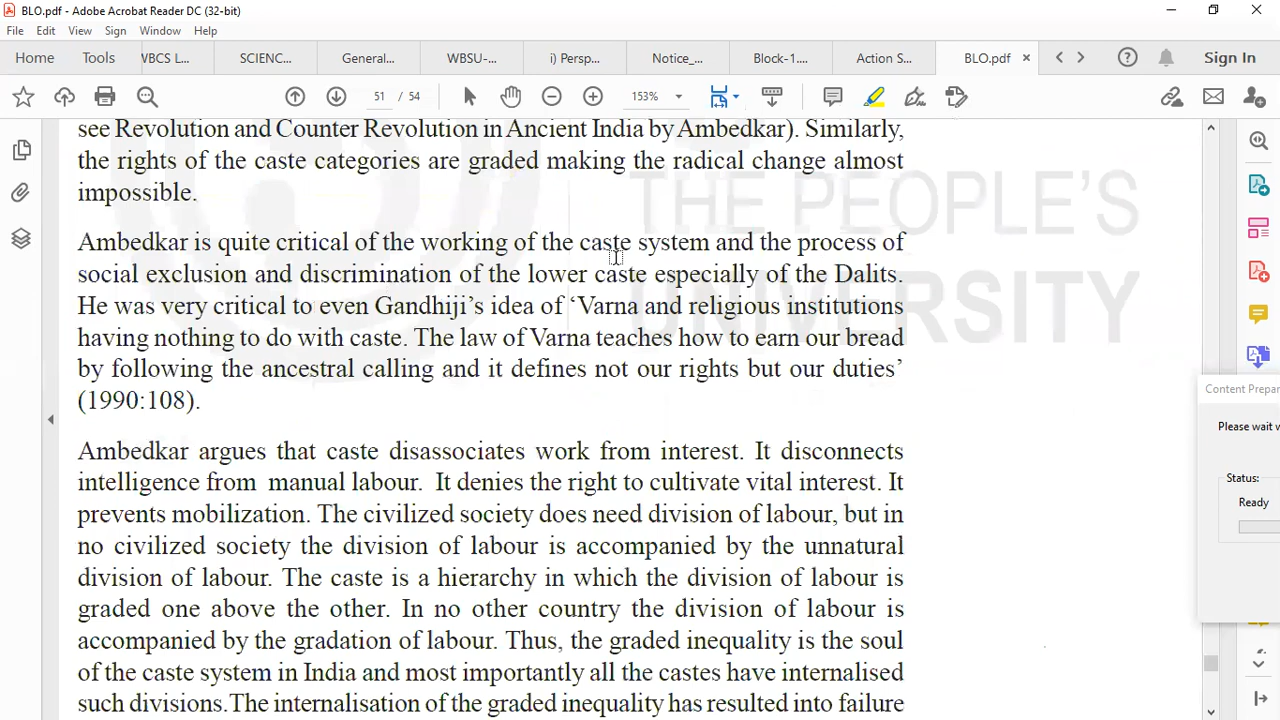 BLO.pdf - Adobe Acrobat Reader DC (32-bit)
File Edit View Sign Window Help
Home Tools WBCS L... SCIENC... General... WBSU-... i) Persp... Notice_... Block-1.... Action S... BLO.pdf Sign In
51 / 54 153%
see Revolution and Counter Revolution in Ancient India by Ambedkar). Similarly,
the rights of the caste categories are graded making the radical change almost
impossible.
THE PEOPLE'S
UNIVERSITY
Ambedkar is quite critical of the working of the caste system and the process of
social exclusion and discrimination of the lower caste especially of the Dalits.
He was very critical to even Gandhiji’s idea of ‘Varna and religious institutions
having nothing to do with caste. The law of Varna teaches how to earn our bread
by following the ancestral calling and it defines not our rights but our duties’
(1990:108).
Ambedkar argues that caste disassociates work from interest. It disconnects
intelligence from manual labour. It denies the right to cultivate vital interest. It
prevents mobilization. The civilized society does need division of labour, but in
no civilized society the division of labour is accompanied by the unnatural
division of labour. The caste is a hierarchy in which the division of labour is
graded one above the other. In no other country the division of labour is
accompanied by the gradation of labour. Thus, the graded inequality is the soul
of the caste system in India and most importantly all the castes have internalised
such divisions.The internalisation of the graded inequality has resulted into failure
Content Prepar
Please wait w
Status:
Ready